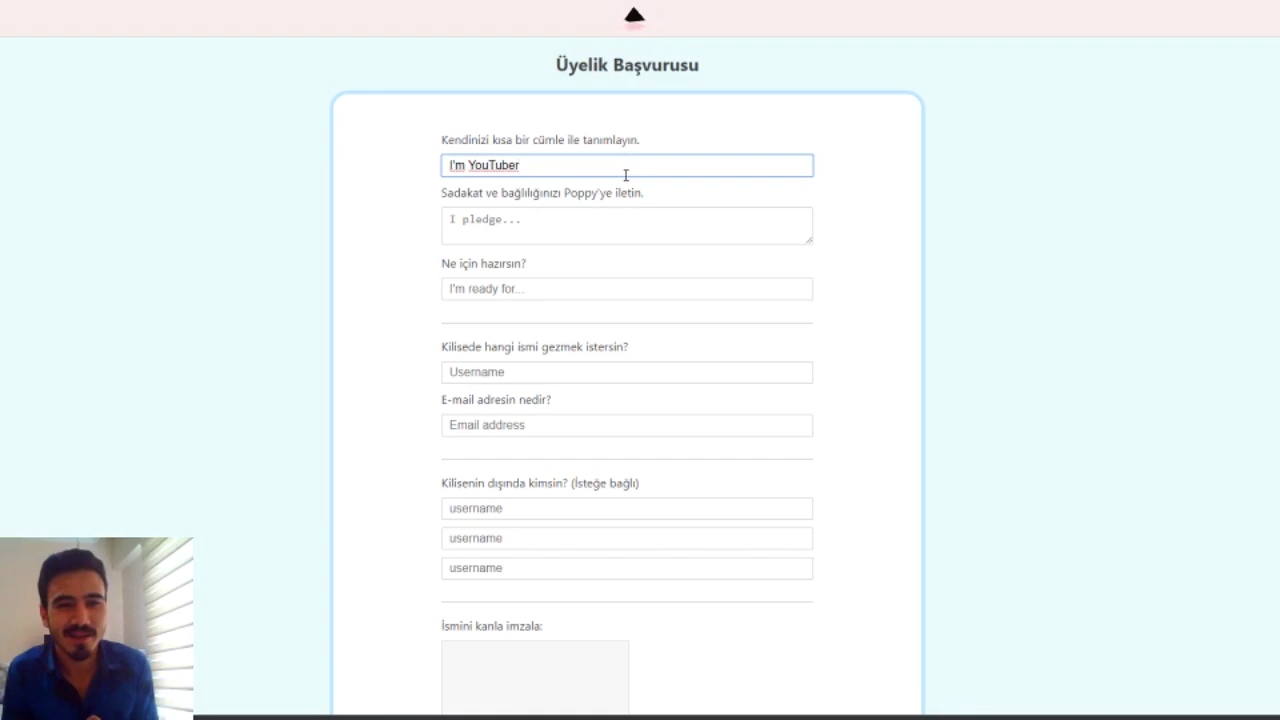 Üyelik Başvurusu
Kendinizi kısa bir cümle ile tanımlayın.
I'm YouTuber
Sadakat ve bağlılığınızı Poppy'ye iletin.
I pledge...
Ne için hazırsın?
I'm ready for...
Kilisede hangi ismi gezmek istersin?
Username
E-mail adresin nedir?
Email address
Kilisenin dışında kimsin? (İsteğe bağlı)
username
username
username
İsmini kanla imzala: